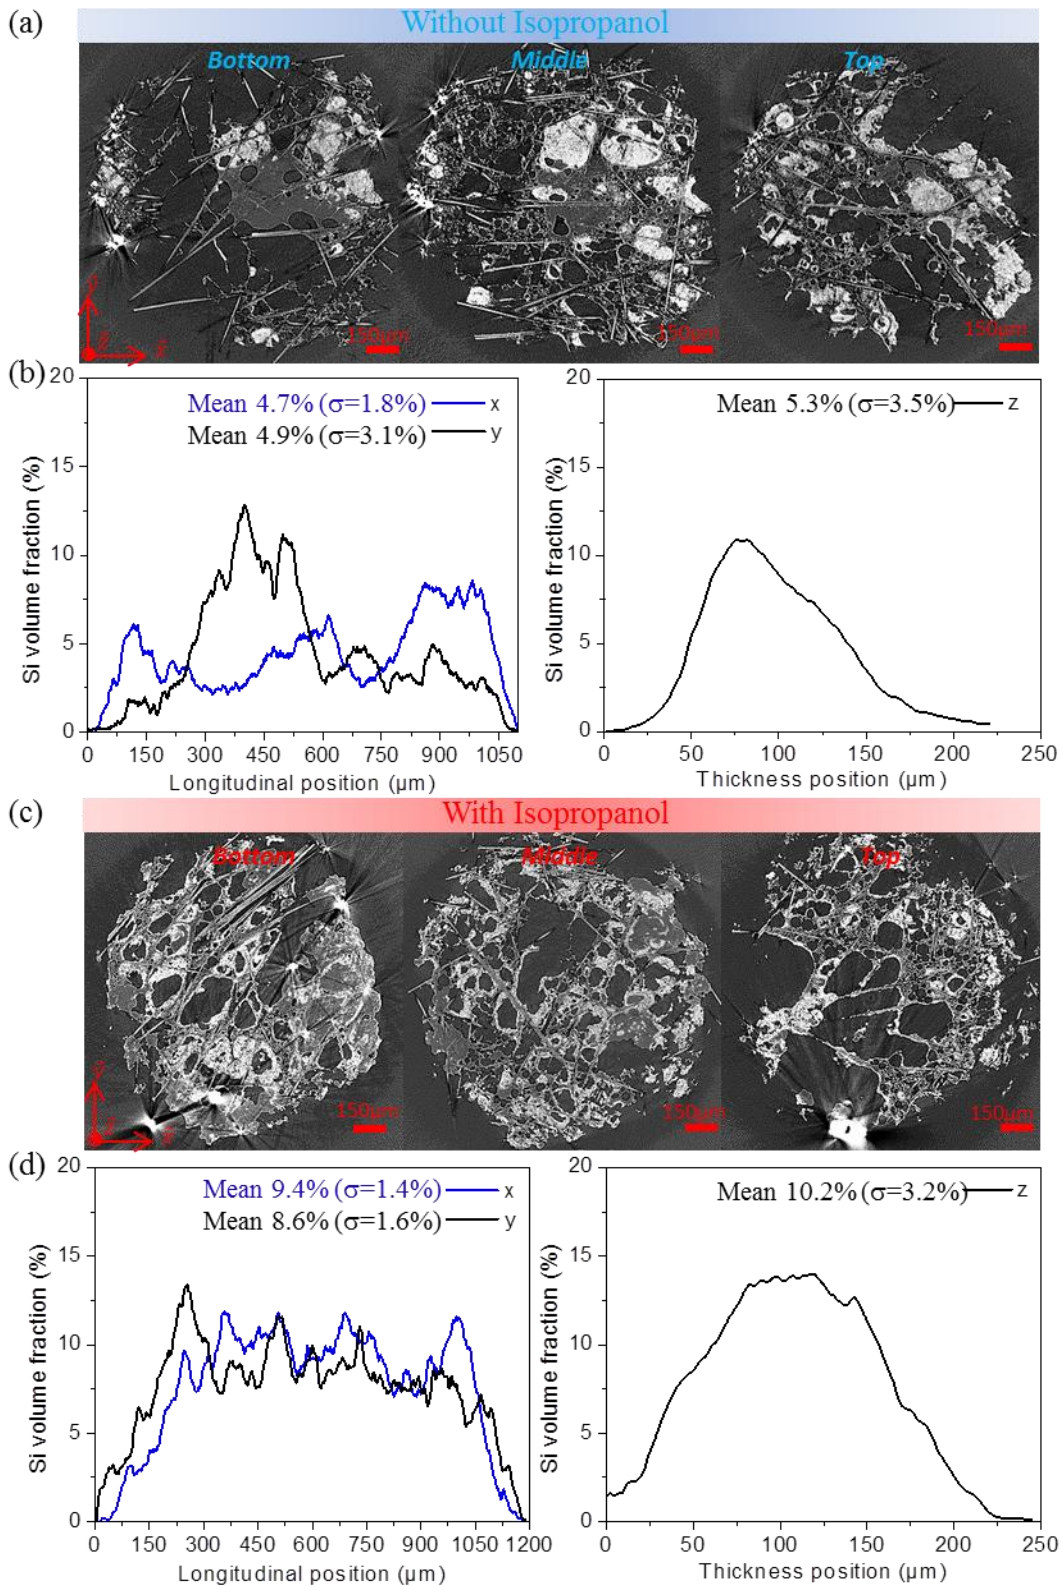 (a)
Without Isopropanol
Bottom Middle Top
150µm 150µm 150µm
y
z x
(b)
20
15
10
5
0
Si volume fraction (%)
Mean 4.7% (σ=1.8%) x
Mean 4.9% (σ=3.1%) y
0 150 300 450 600 750 900 1050
Longitudinal position (µm)
20
15
10
5
0
Si volume fraction (%)
Mean 5.3% (σ=3.5%) z
0 50 100 150 200 250
Thickness position (µm)
(c)
With Isopropanol
Bottom Middle Top
150µm 150µm 150µm
y
z x
(d)
20
15
10
5
0
Si volume fraction (%)
Mean 9.4% (σ=1.4%) x
Mean 8.6% (σ=1.6%) y
0 150 300 450 600 750 900 1050 1200
Longitudinal position (µm)
20
15
10
5
0
Si volume fraction (%)
Mean 10.2% (σ=3.2%) z
0 50 100 150 200 250
Thickness position (µm)